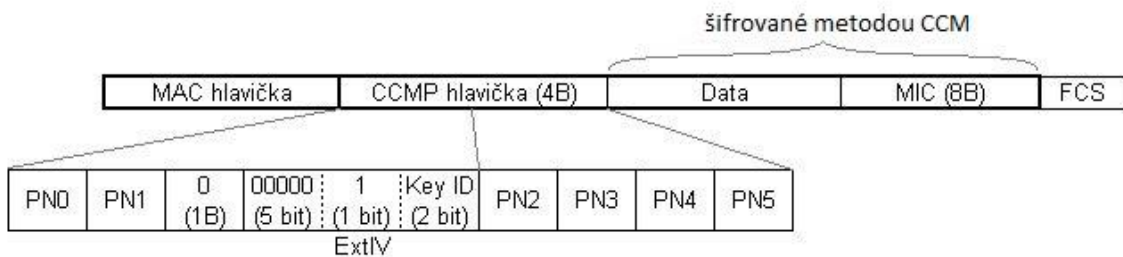 šifrované metodou CCM
MAC hlavička CCMP hlavička (4B) Data MIC (8B) FCS
PN0 PN1 0 (1B) 00000 (5 bit) 1 (1 bit) Key ID (2 bit) PN2 PN3 PN4 PN5
ExtIV